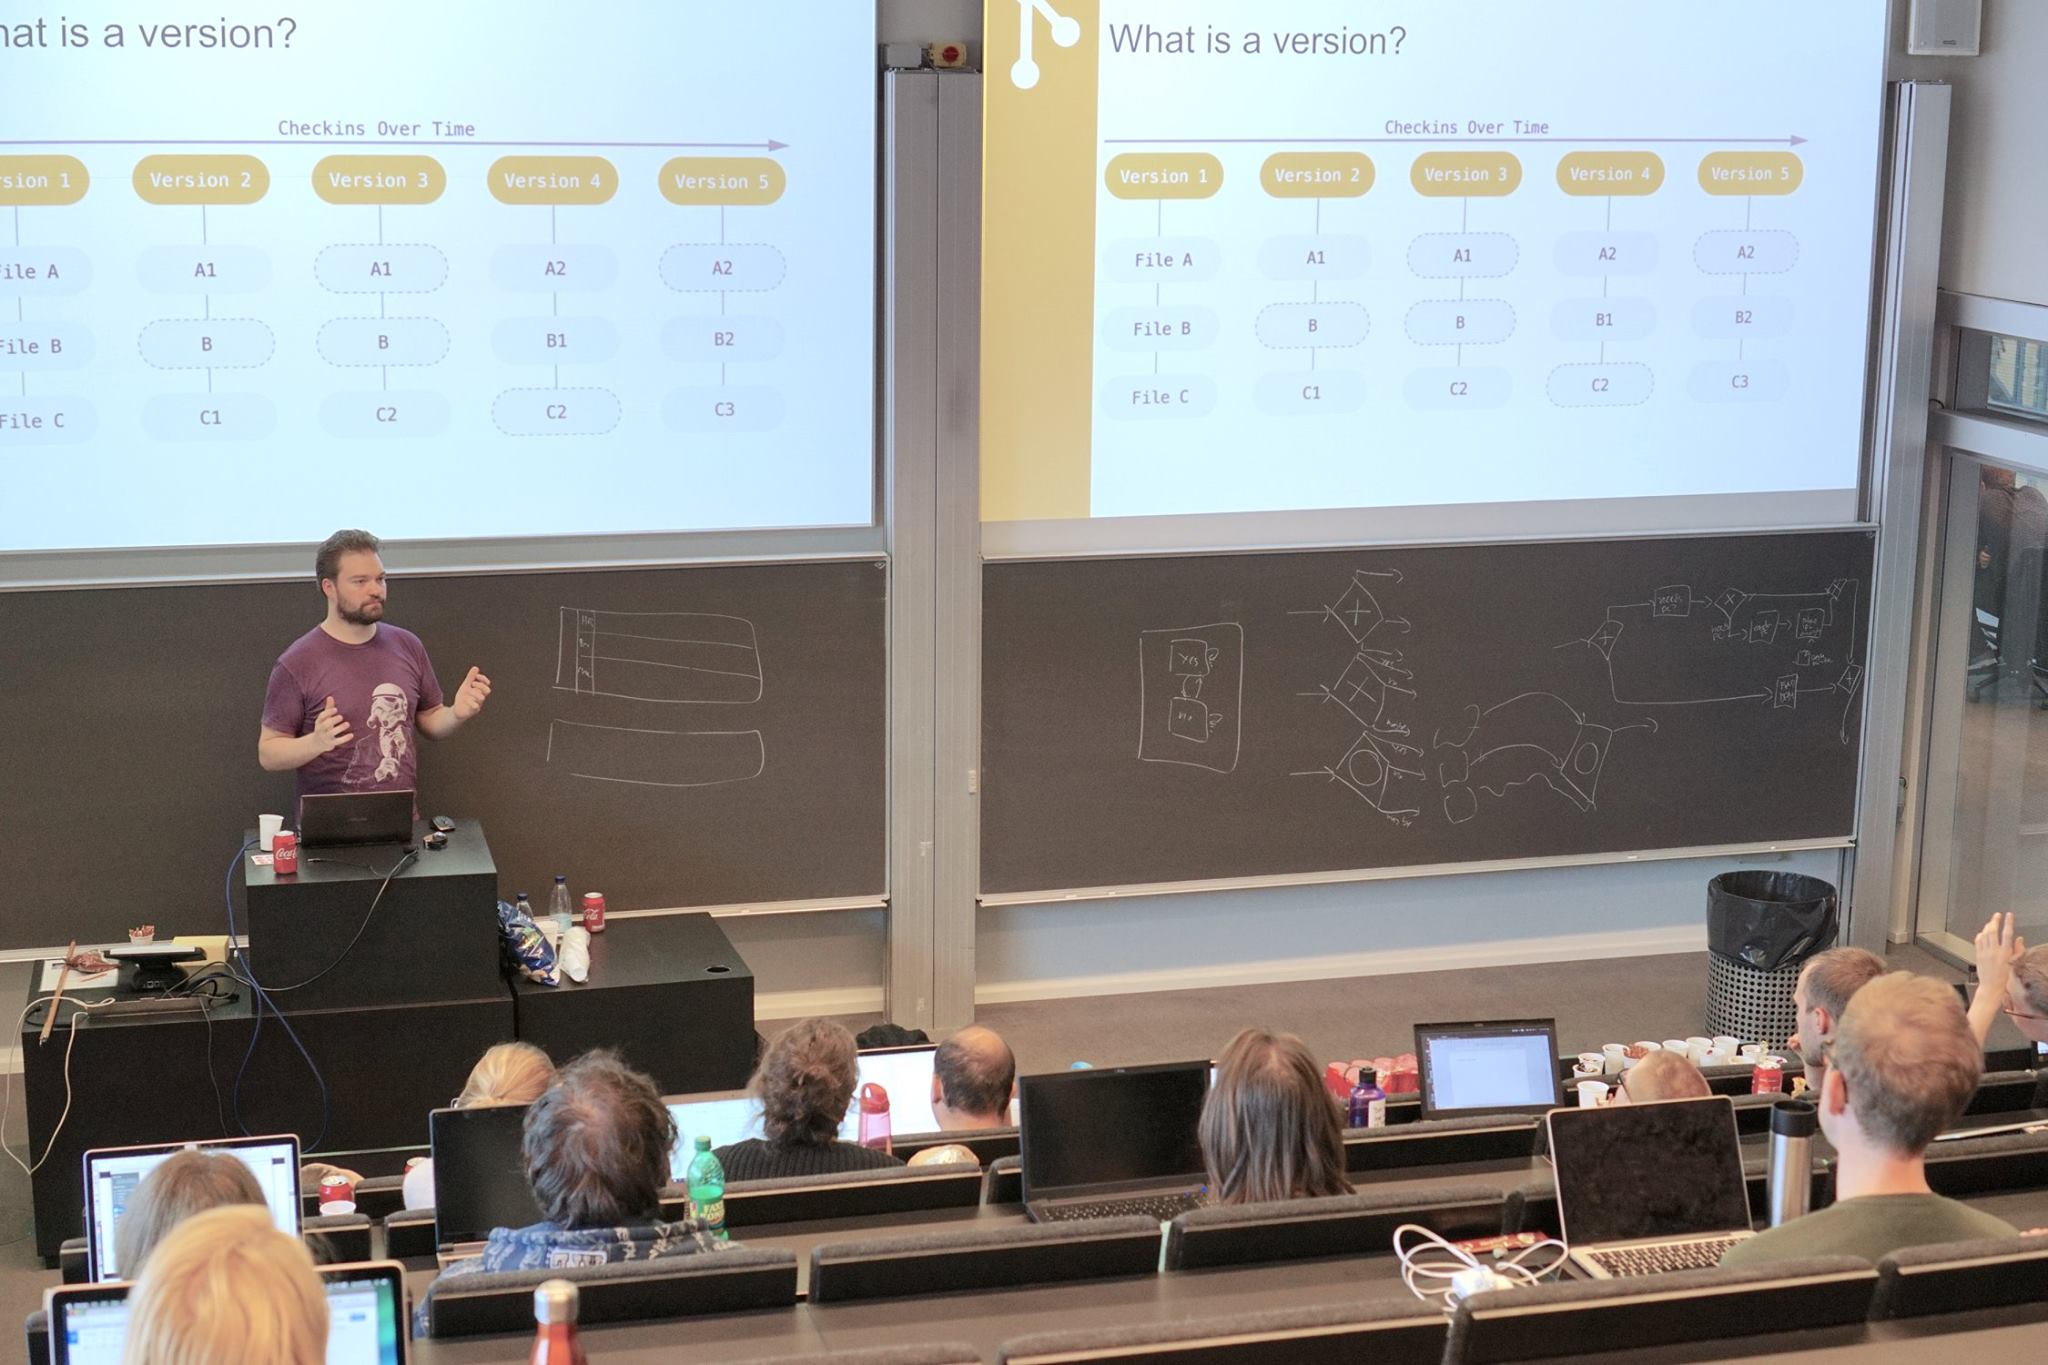 hat is a version?
Checkins Over Time
rsion 1 Version 2 Version 3 Version 4 Version 5
File A A1 A1 A2 A2
File B B B B1 B2
File C C1 C2 C2 C3
What is a version?
Checkins Over Time
Version 1 Version 2 Version 3 Version 4 Version 5
File A A1 A1 A2 A2
File B B B B1 B2
File C C1 C2 C2 C3
Yes
No
Coca